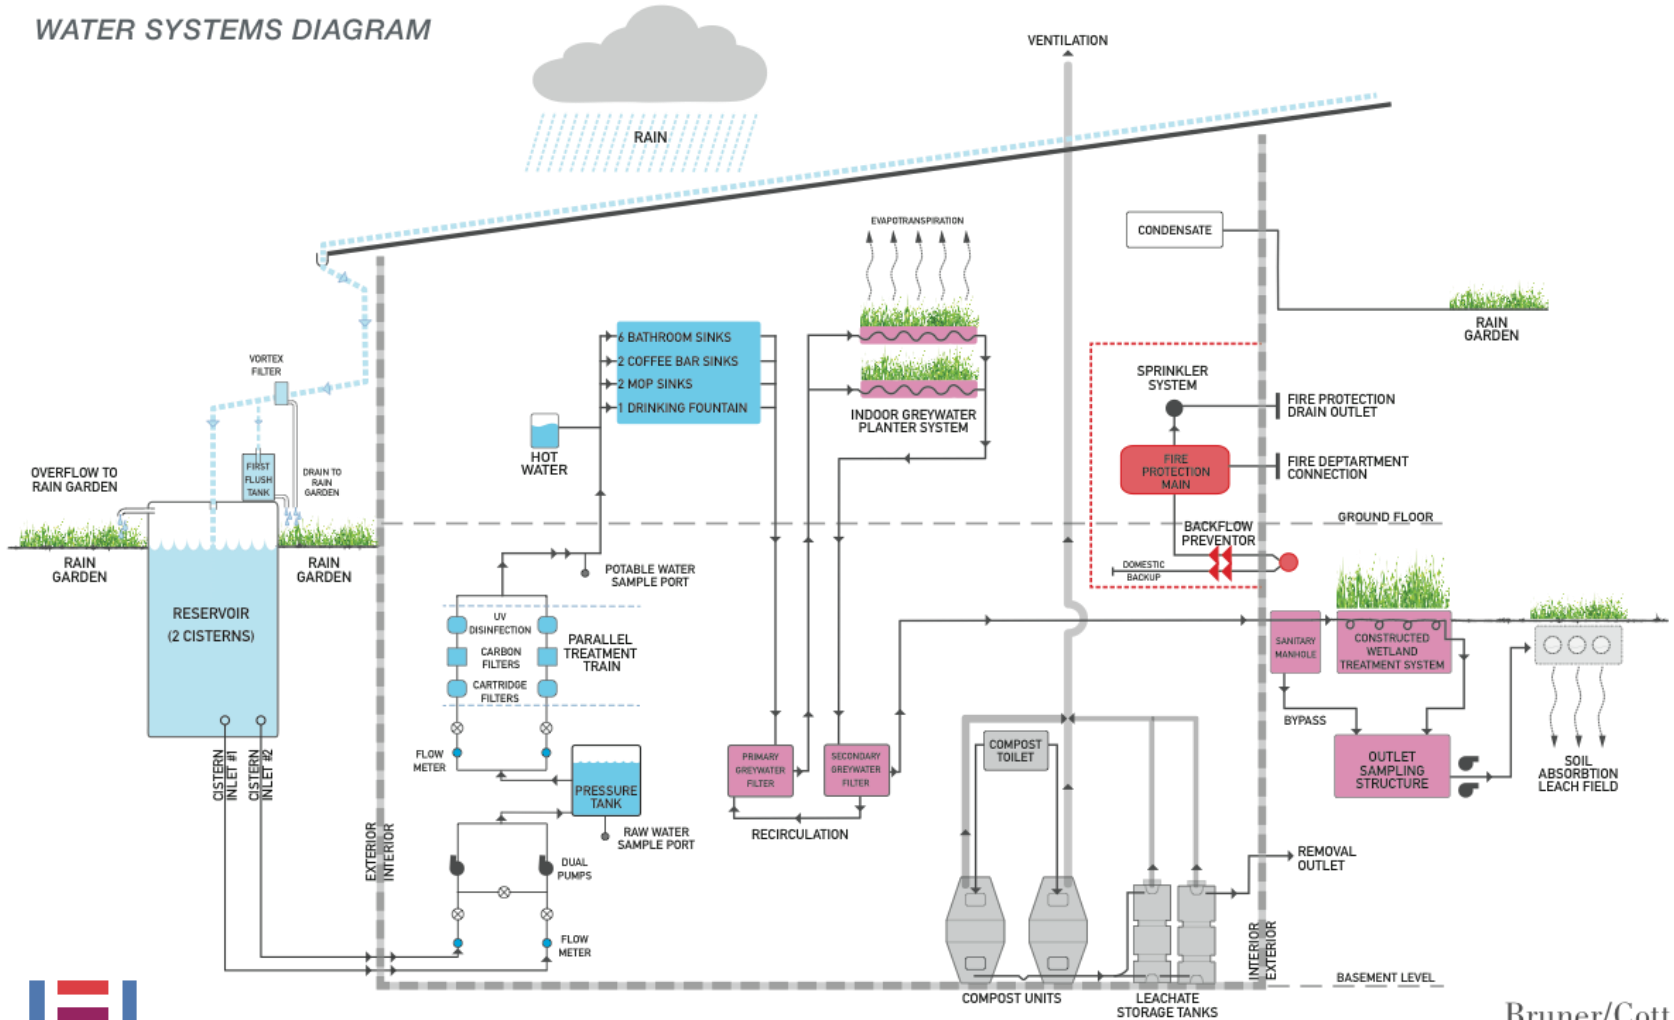 WATER SYSTEMS DIAGRAM
VENTILATION
RAIN
EVAPOTRANSPIRATION
CONDENSATE
RAIN
GARDEN
6 BATHROOM SINKS
2 COFFEE BAR SINKS
2 MOP SINKS
1 DRINKING FOUNTAIN
INDOOR GREYWATER
PLANTER SYSTEM
HOT
WATER
VORTEX
FILTER
FIRST
FLUSH
TANK
DRAIN TO
RAIN
GARDEN
OVERFLOW TO
RAIN GARDEN
RAIN
GARDEN
RAIN
GARDEN
RESERVOIR
(2 CISTERNS)
CISTERN
INLET #1
CISTERN
INLET #2
SPRINKLER
SYSTEM
FIRE PROTECTION
DRAIN OUTLET
FIRE
PROTECTION
MAIN
FIRE DEPTARTMENT
CONNECTION
GROUND FLOOR
BACKFLOW
PREVENTOR
DOMESTIC
BACKUP
POTABLE WATER
SAMPLE PORT
UV
DISINFECTION
CARBON
FILTERS
CARTRIDGE
FILTERS
PARALLEL
TREATMENT
TRAIN
FLOW
METER
PRESSURE
TANK
RAW WATER
SAMPLE PORT
DUAL
PUMPS
FLOW
METER
EXTERIOR
INTERIOR
PRIMARY
GREYWATER
FILTER
SECONDARY
GREYWATER
FILTER
RECIRCULATION
COMPOST
TOILET
COMPOST UNITS
LEACHATE
STORAGE TANKS
SANITARY
MANHOLE
CONSTRUCTED
WETLAND
TREATMENT SYSTEM
BYPASS
OUTLET
SAMPLING
STRUCTURE
SOIL
ABSORBTION
LEACH FIELD
REMOVAL
OUTLET
INTERIOR
EXTERIOR
BASEMENT LEVEL
Bruner/Cott